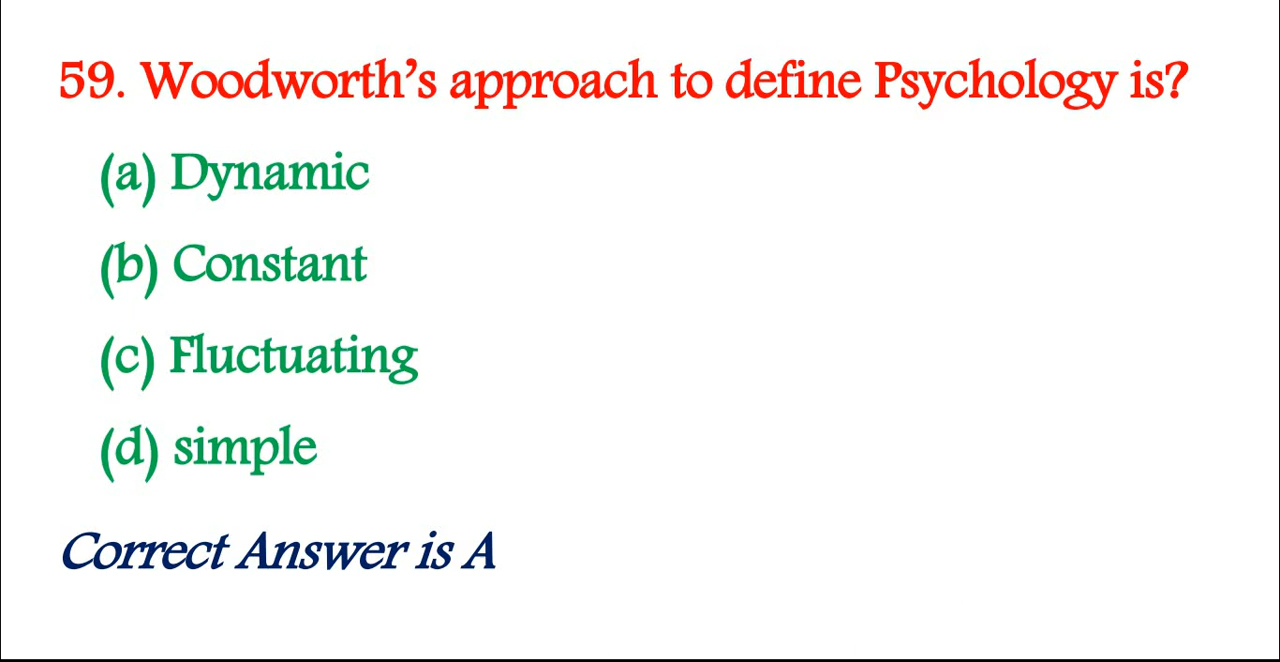 59. Woodworth’s approach to define Psychology is?
(a) Dynamic
(b) Constant
(c) Fluctuating
(d) simple
Correct Answer is A